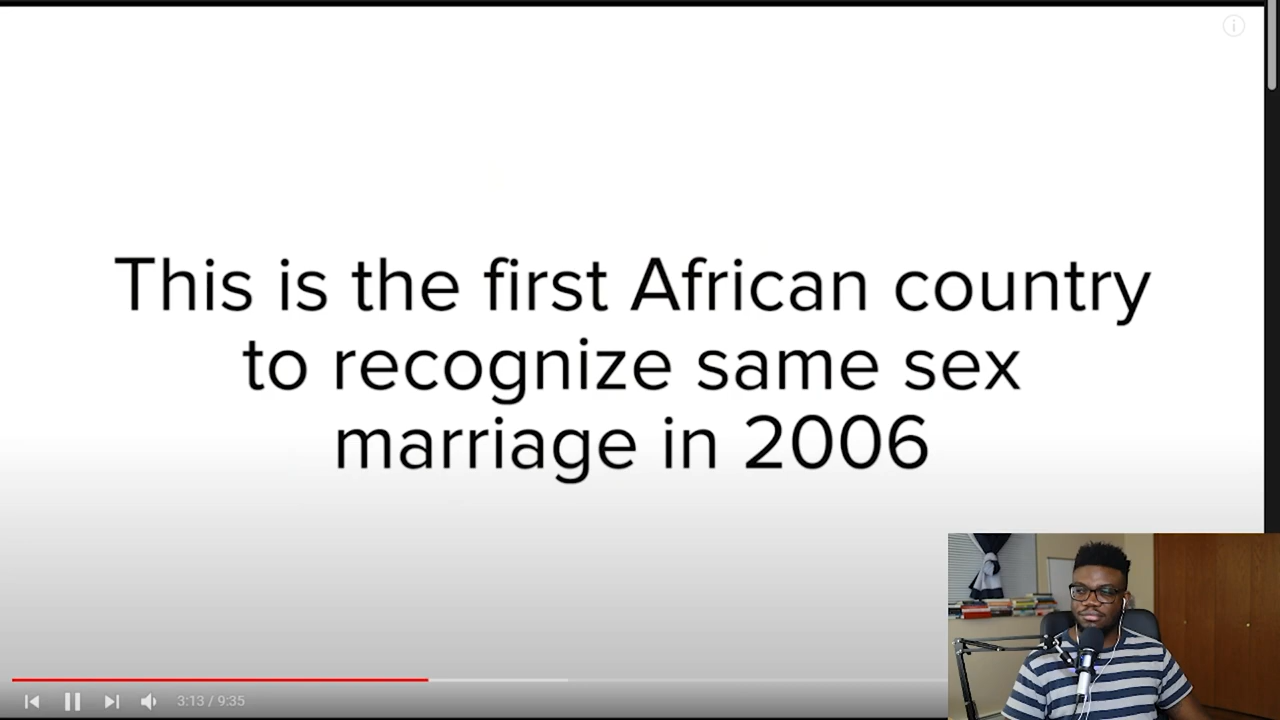 This is the first African country
to recognize same sex
marriage in 2006
3:13 / 9:35